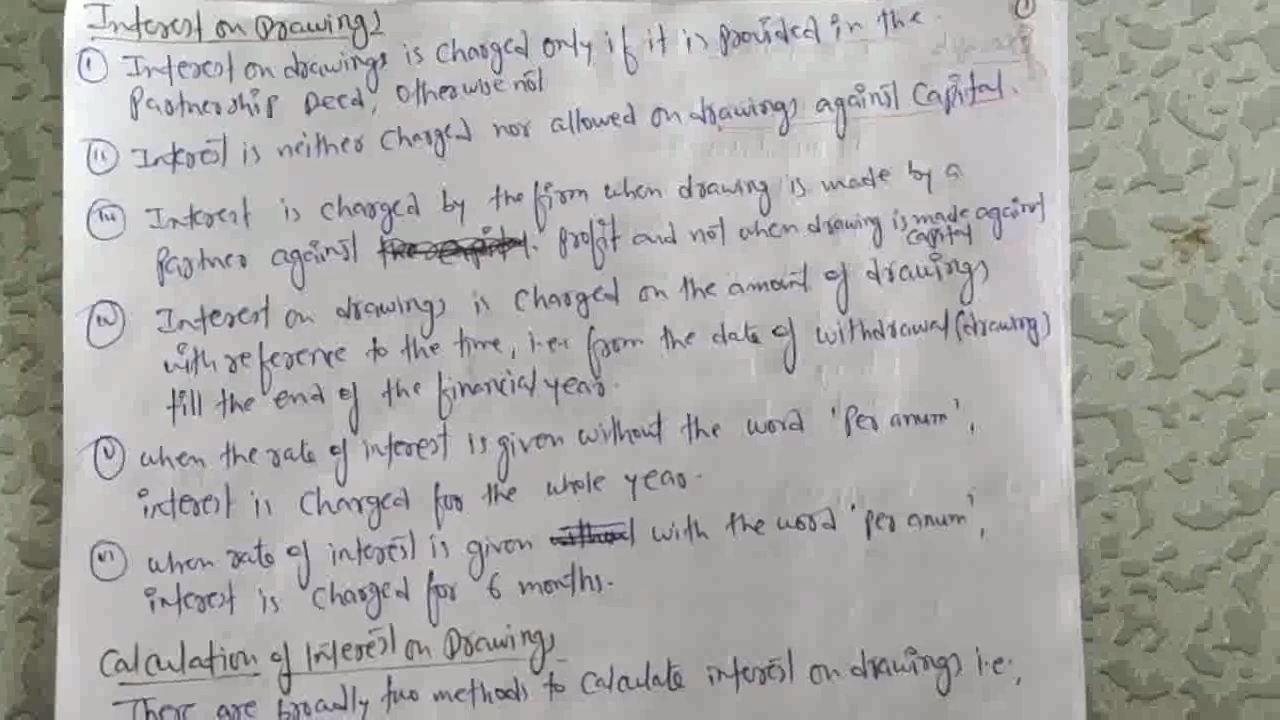 Interest on Drawings
①
① Interest on drawings is charged only if it is provided in the
Partnership Deed, otherwise not
(ii) Interest is neither charged nor allowed on drawings against Capital.
(iii) Interest is charged by the firm when drawing is made by a
partner against profit and not when drawing is made against
capital
(iv) Interest on drawings is charged on the amount of drawings
with reference to the time, i.e. from the date of withdrawal (drawing)
till the end of the financial year.
(v) when the rate of interest is given without the word 'Per anum',
interest is charged for the whole year.
(vi) when rate of interest is given with the word 'per anum',
interest is charged for 6 months.
Calculation of Interest on Drawings
There are broadly two methods to calculate interest on drawings i.e.,